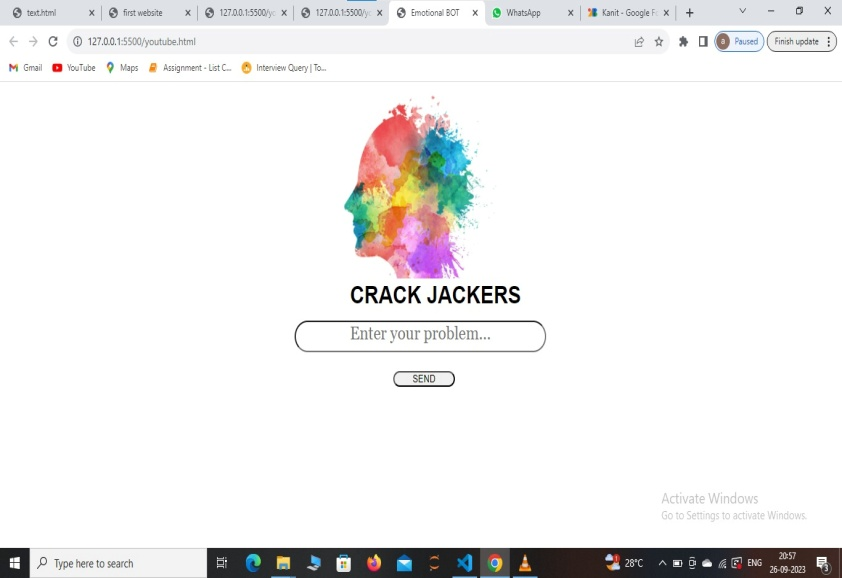 text.html
first website
127.0.0.1:5500/yo
127.0.0.1:5500/yo
Emotional BOT
WhatsApp
Kanit - Google Fo
127.0.0.1:5500/youtube.html
a
Paused
Finish update
Gmail
YouTube
Maps
Assignment - List C...
Interview Query | To...
CRACK JACKERS
Enter your problem...
SEND
Activate Windows
Go to Settings to activate Windows.
Type here to search
28°C
ENG
20:57
26-09-2023
3